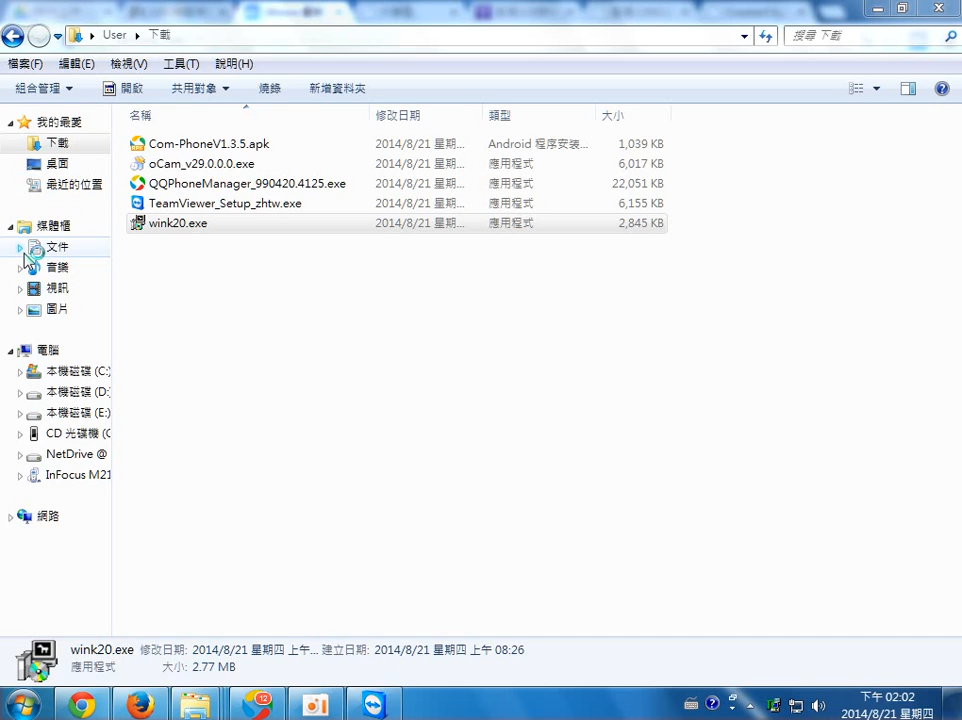 User ▸ 下載
搜尋 下載
檔案(F) 編輯(E) 檢視(V) 工具(T) 說明(H)
組合管理 開啟 共用對象 燒錄 新增資料夾
名稱 修改日期 類型 大小
我的最愛
下載
桌面
最近的位置
媒體櫃
文件
音樂
視訊
圖片
電腦
本機磁碟 (C:)
本機磁碟 (D:
本機磁碟 (E:)
CD 光碟機 (
NetDrive @
InFocus M21
網路
Com-PhoneV1.3.5.apk 2014/8/21 星期... Android 程序安装... 1,039 KB
oCam_v29.0.0.0.exe 2014/8/21 星期... 應用程式 6,017 KB
QQPhoneManager_990420.4125.exe 2014/8/21 星期... 應用程式 22,051 KB
TeamViewer_Setup_zhtw.exe 2014/8/21 星期... 應用程式 6,155 KB
wink20.exe 2014/8/21 星期... 應用程式 2,845 KB
wink20.exe 修改日期: 2014/8/21 星期四 上午... 建立日期: 2014/8/21 星期四 上午 08:26
應用程式 大小: 2.77 MB
12
下午 02:02
2014/8/21 星期四